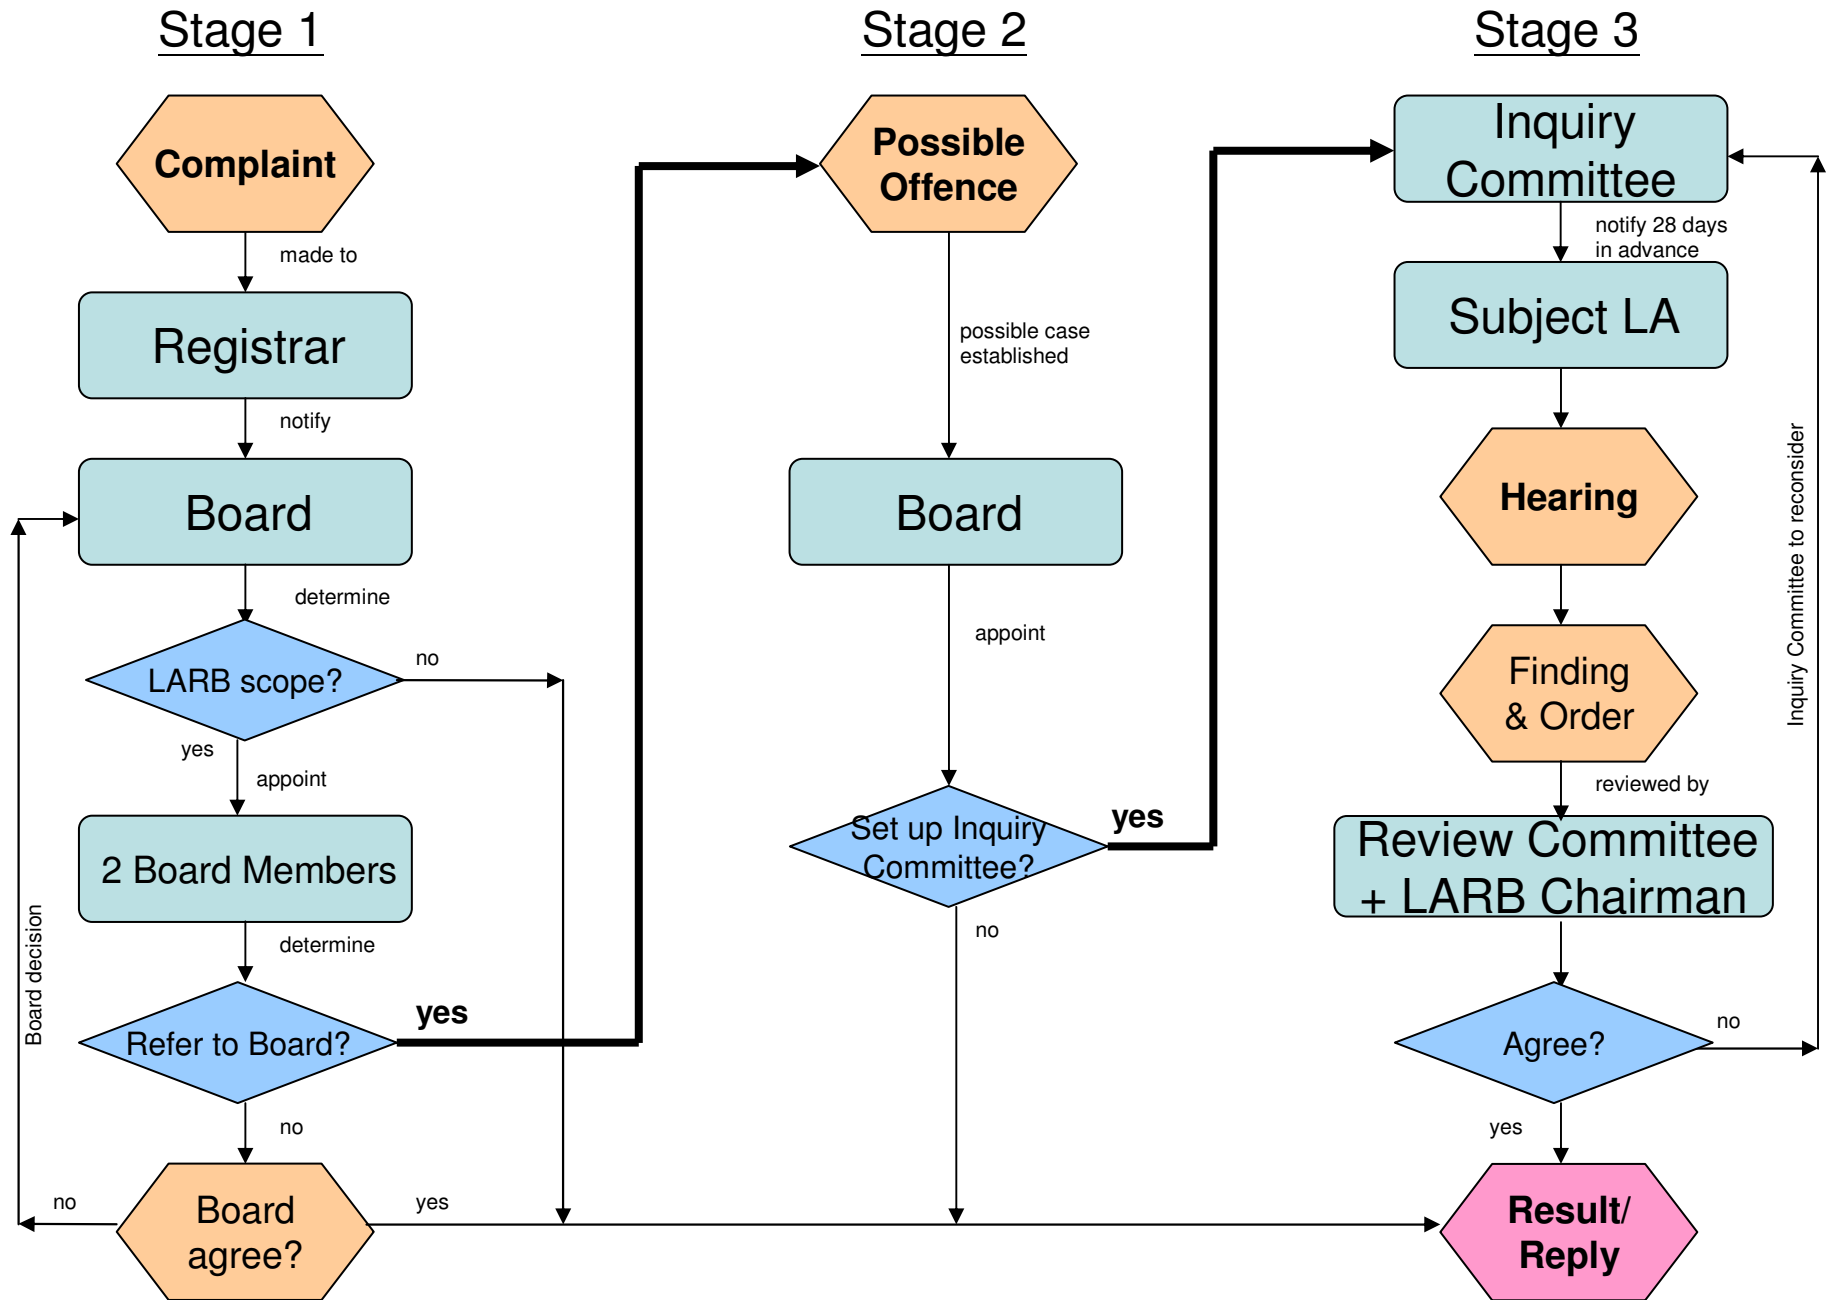 Stage 1
Complaint
made to
Registrar
notify
Board
determine
LARB scope?
no
yes
appoint
2 Board Members
determine
Refer to Board?
yes
no
Board
agree?
no
yes
Board decision
Stage 2
Possible
Offence
possible case
established
Board
appoint
Set up Inquiry
Committee?
yes
no
Stage 3
Inquiry
Committee
notify 28 days
in advance
Subject LA
Hearing
Finding
& Order
reviewed by
Review Committee
+ LARB Chairman
Agree?
no
yes
Inquiry Committee to reconsider
Result/
Reply